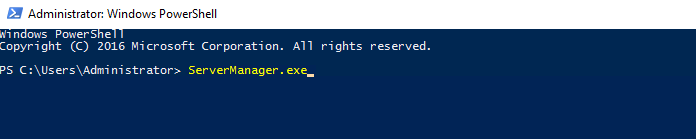 Administrator: Windows PowerShell
Windows PowerShell
Copyright (C) 2016 Microsoft Corporation. All rights reserved.
PS C:\Users\Administrator> ServerManager.exe